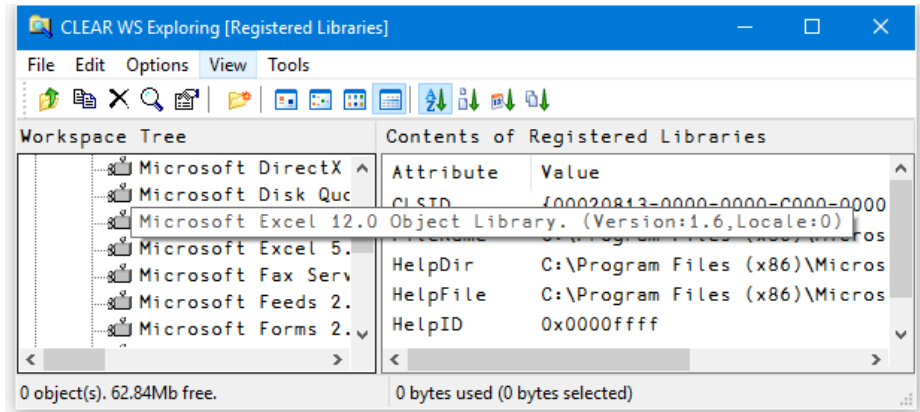 CLEAR WS Exploring [Registered Libraries]
File Edit Options View Tools
Workspace Tree
Contents of Registered Libraries
Microsoft DirectX
Microsoft Disk Quo
Microsoft Excel 12.0 Object Library. (Version:1.6,Locale:0)
Microsoft Excel 5.
Microsoft Fax Serv
Microsoft Feeds 2.
Microsoft Forms 2.
Attribute Value
CLSID {00020813-0000-0000-C000-0000
HelpDir C:\Program Files (x86)\Micros
HelpFile C:\Program Files (x86)\Micros
HelpID 0x0000ffff
0 object(s). 62.84Mb free.
0 bytes used (0 bytes selected)